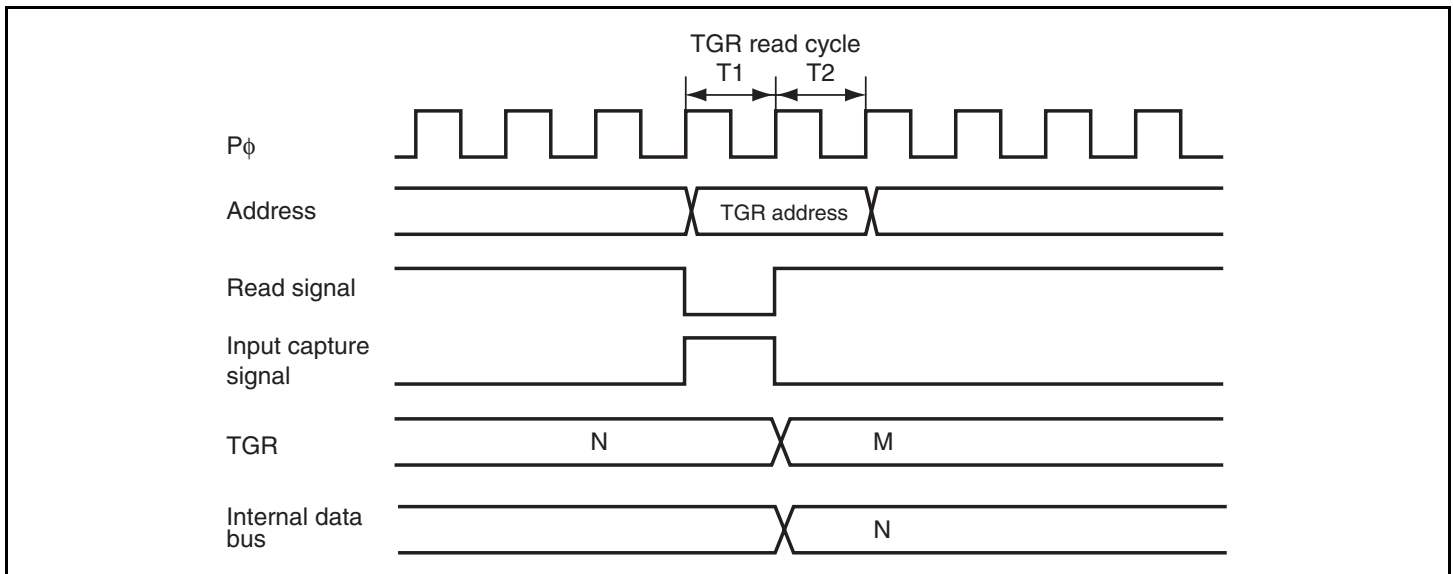 TGR read cycle
T1 T2
Pϕ
Address
TGR address
Read signal
Input capture
signal
TGR
N M
Internal data
bus
N